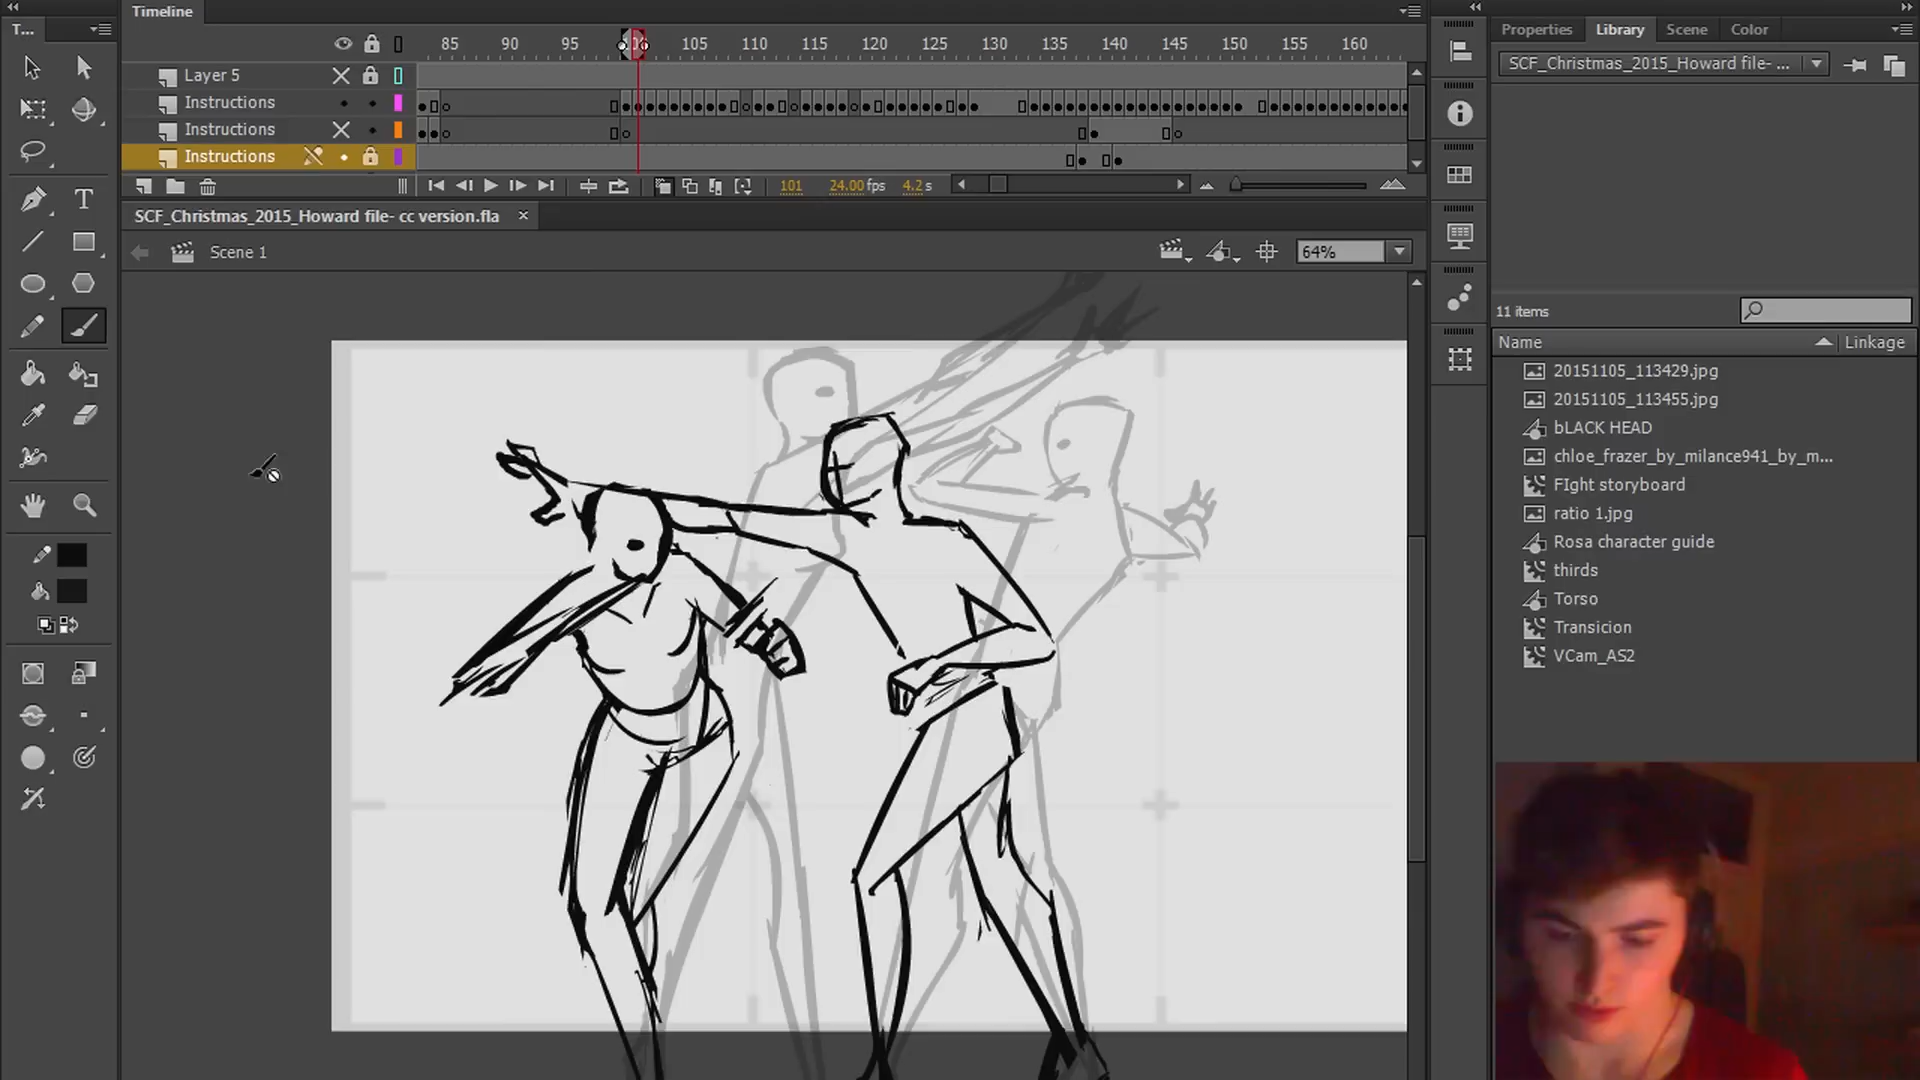 Timeline
T...
85 90 95 100 105 110 115 120 125 130 135 140 145 150 155 160
Layer 5
Instructions
Instructions
Instructions
101 24.00 fps 4.2 s
SCF_Christmas_2015_Howard file- cc version.fla
Scene 1
64%
Properties Library Scene Color
SCF_Christmas_2015_Howard file- ...
11 items
Name Linkage
20151105_113429.jpg
20151105_113455.jpg
bLACK HEAD
chloe_frazer_by_milance941_by_m...
FIght storyboard
ratio 1.jpg
Rosa character guide
thirds
Torso
Transicion
VCam_AS2